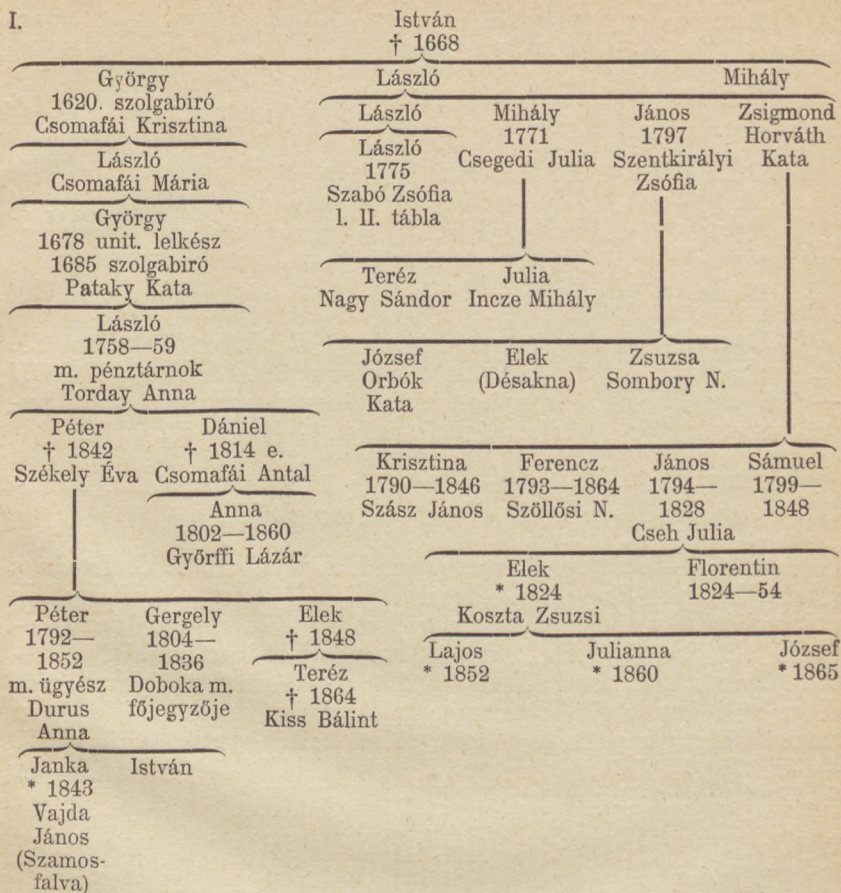 I.
István
† 1668
György
1620. szolgabiró
Csomafái Krisztina
László
Mihály
László
Csomafái Mária
László
László
1775
Szabó Zsófia
l. II. tábla
Mihály
1771
Csegedi Julia
János
1797
Szentkirályi
Zsófia
Zsigmond
Horváth
Kata
György
1678 unit. lelkész
1685 szolgabiró
Pataky Kata
Teréz
Nagy Sándor
Julia
Incze Mihály
László
1758—59
m. pénztárnok
Torday Anna
József
Orbók
Kata
Elek
(Désakna)
Zsuzsa
Sombory N.
Péter
† 1842
Székely Éva
Dániel
† 1814 e.
Csomafái Antal
Anna
1802—1860
Győrffi Lázár
Krisztina
1790—1846
Szász János
Ferencz
1793—1864
Szöllősi N.
János
1794—
1828
Cseh Julia
Sámuel
1799—
1848
Elek
* 1824
Koszta Zsuzsi
Florentin
1824—54
Péter
1792—
1852
m. ügyész
Durus
Anna
Gergely
1804—
1836
Doboka m.
főjegyzője
Elek
† 1848
Teréz
† 1864
Kiss Bálint
Lajos
* 1852
Julianna
* 1860
József
* 1865
Janka
* 1843
Vajda
János
(Szamos-
falva)
István